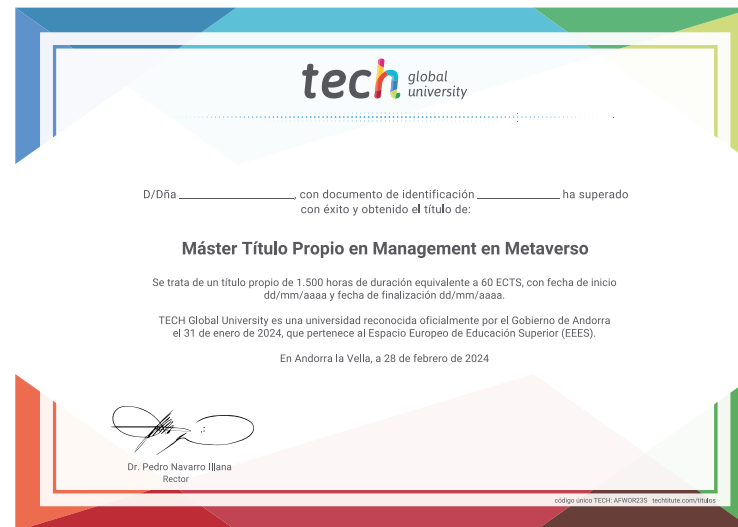 tech global university
D/Dña ____________________, con documento de identificación ______________ ha superado
con éxito y obtenido el título de:
Máster Título Propio en Management en Metaverso
Se trata de un título propio de 1.500 horas de duración equivalente a 60 ECTS, con fecha de inicio
dd/mm/aaaa y fecha de finalización dd/mm/aaaa.
TECH Global University es una universidad reconocida oficialmente por el Gobierno de Andorra
el 31 de enero de 2024, que pertenece al Espacio Europeo de Educación Superior (EEES).
En Andorra la Vella, a 28 de febrero de 2024
Dr. Pedro Navarro Illana
Rector
código único TECH: AFWOR23S techtitute.com/titulos